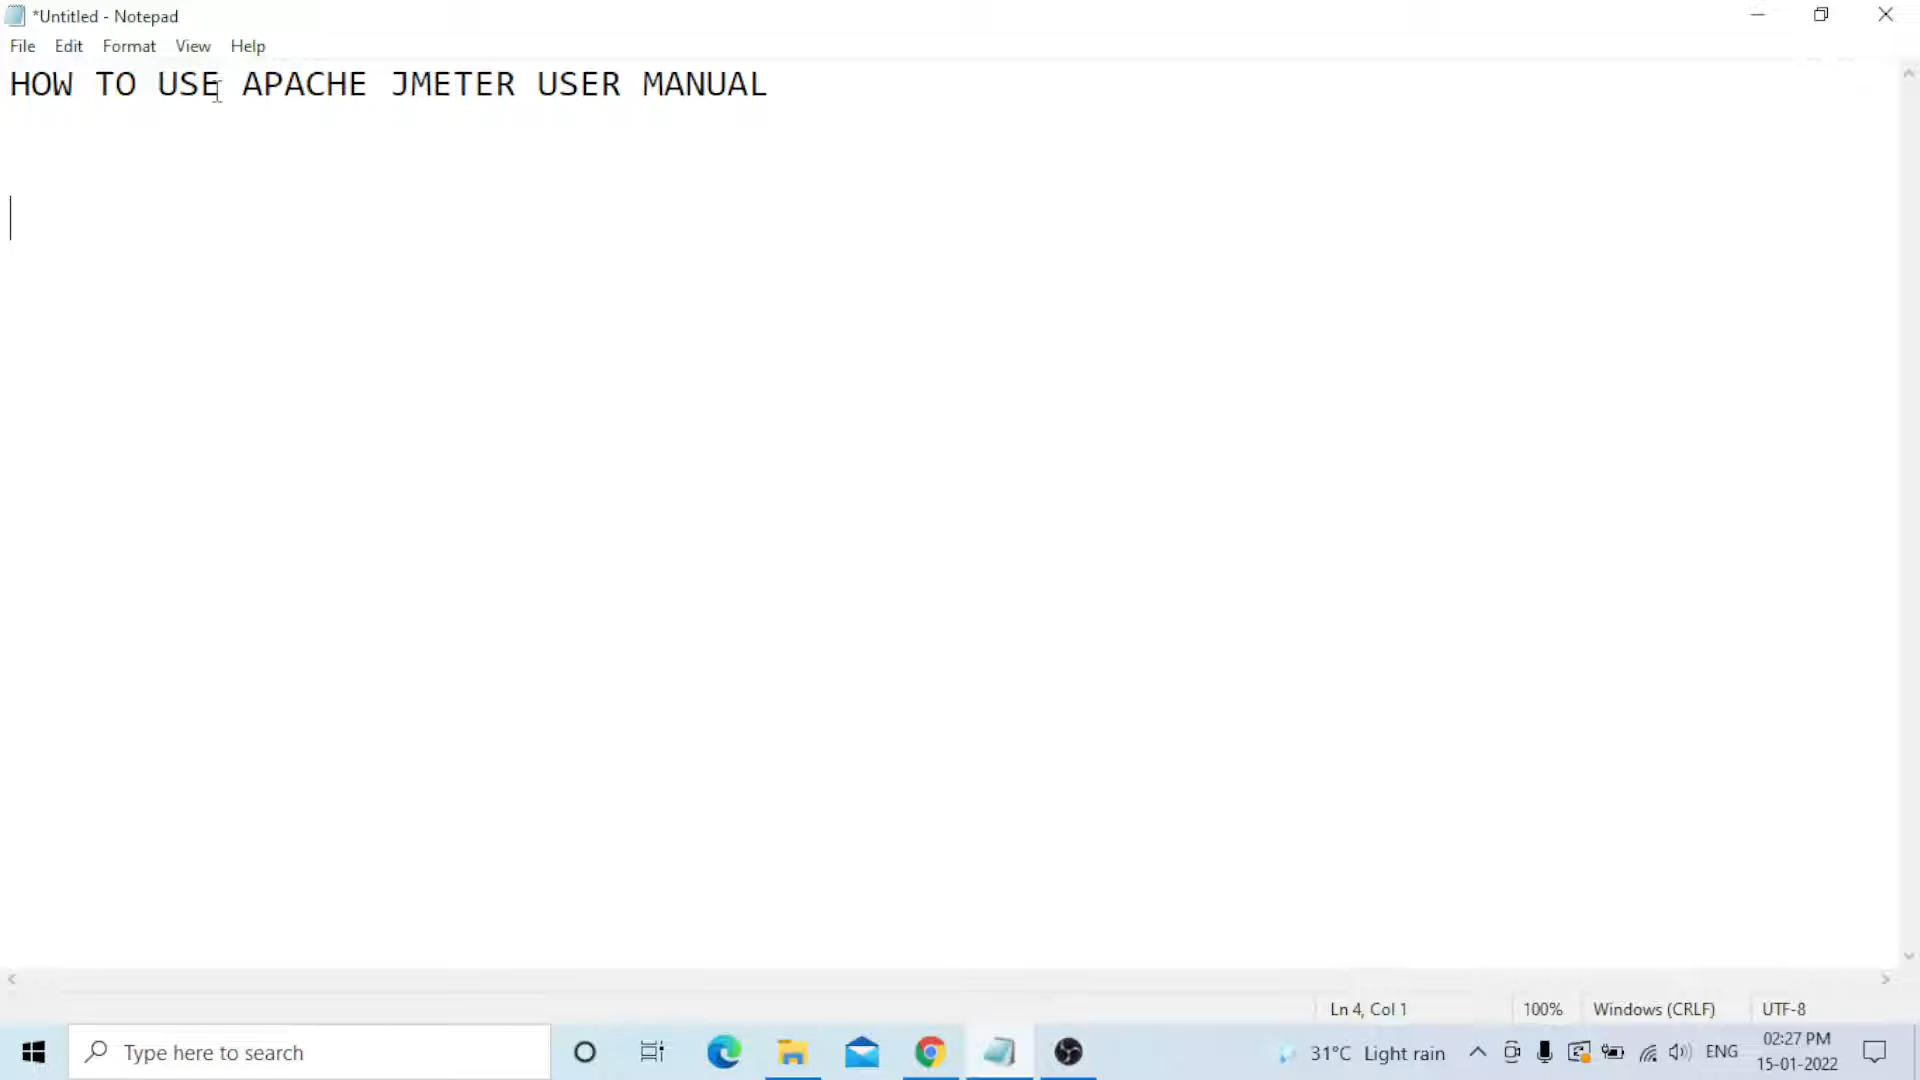 *Untitled - Notepad
File Edit Format View Help
HOW TO USE APACHE JMETER USER MANUAL
Ln 4, Col 1 100% Windows (CRLF) UTF-8
Type here to search
31°C Light rain
ENG
02:27 PM
15-01-2022